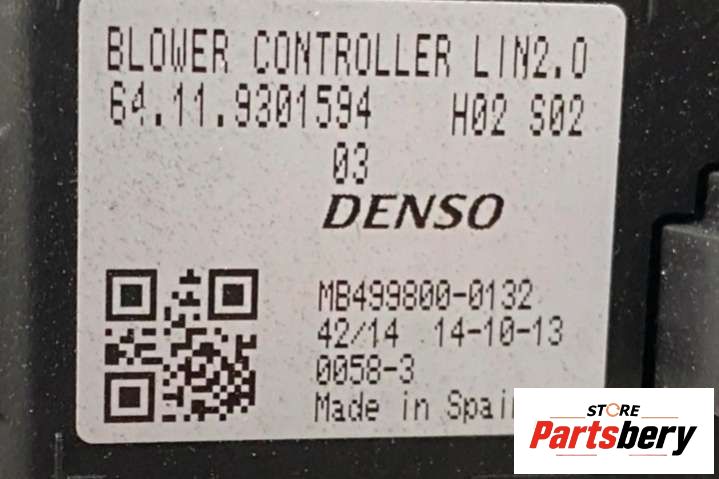 BLOWER CONTROLLER LIN2.0
64.11.9301594 H02 S02
03
DENSO
MB499800-0132
42/14 14-10-13
0058-3
Made in Spai
STORE
Partsbery